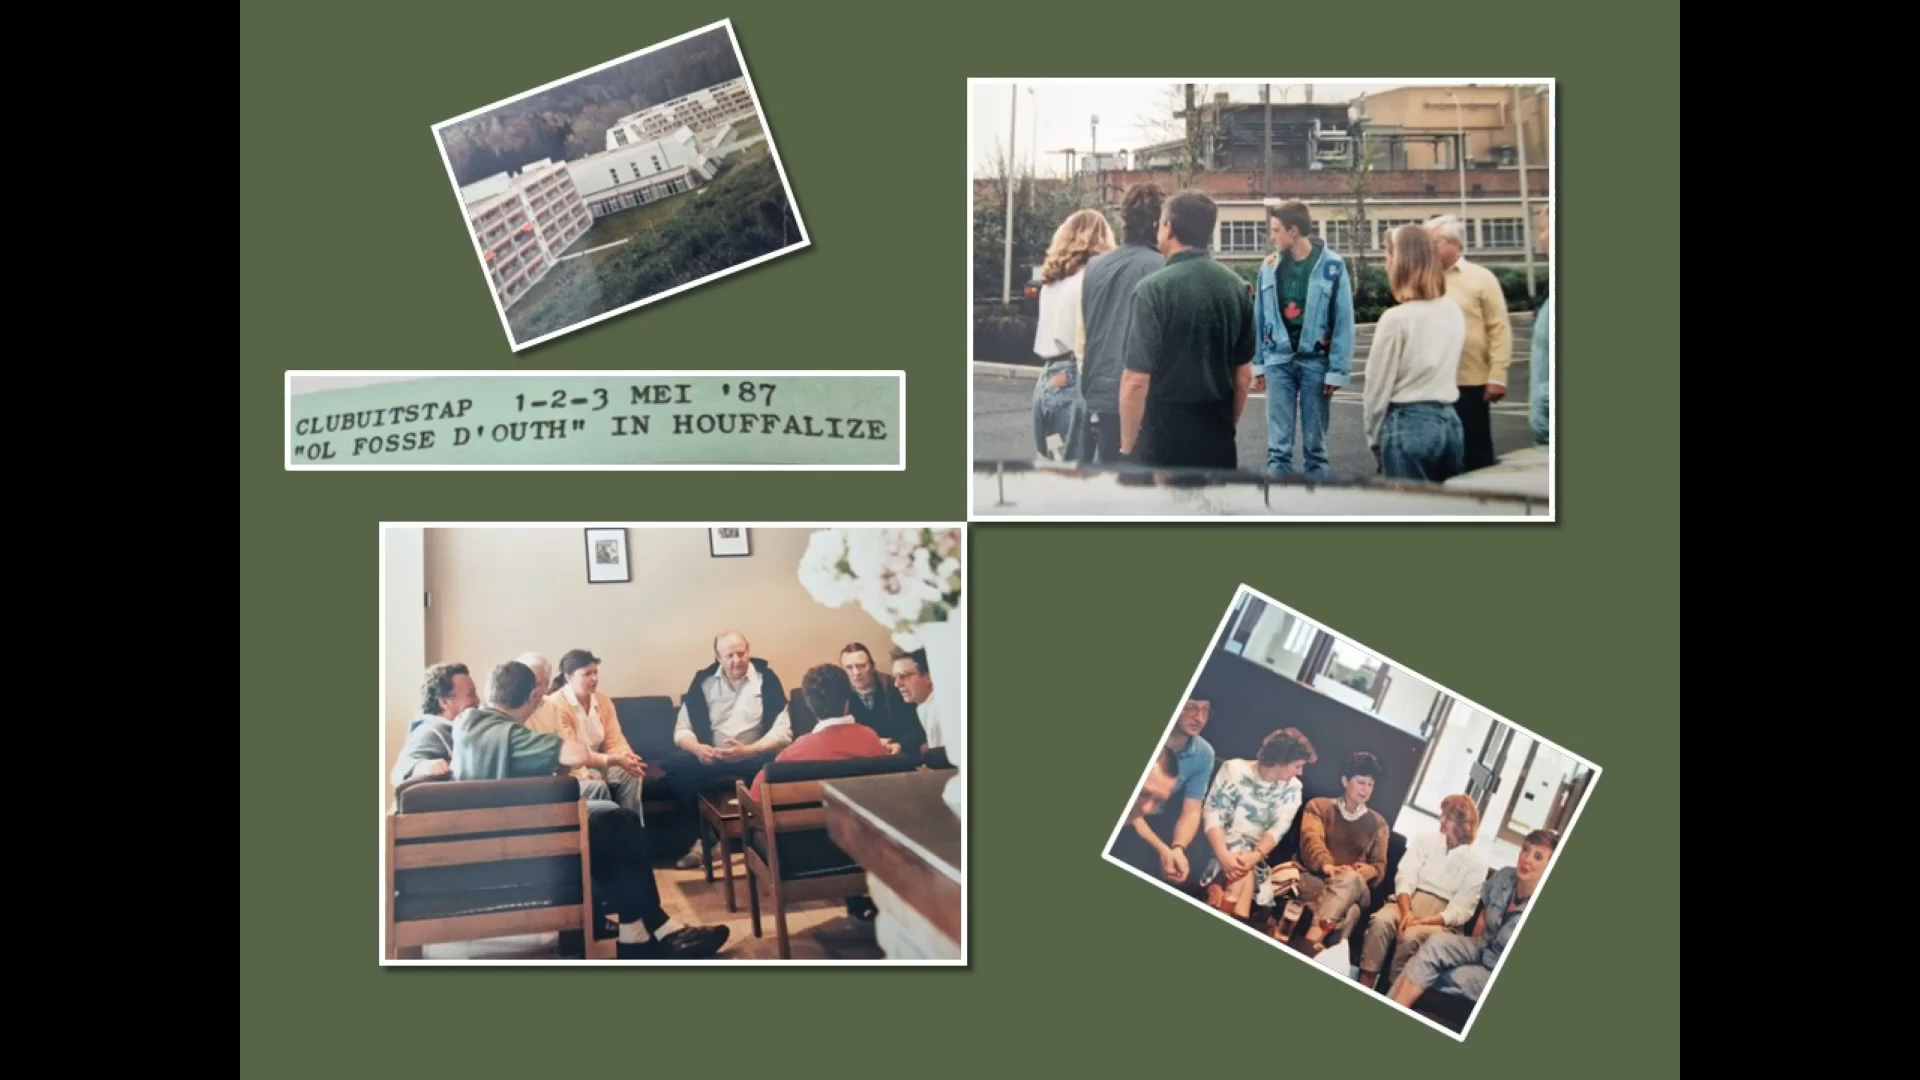 CLUBUITSTAP 1-2-3 MEI '87
"OL FOSSE D'OUTH" IN HOUFFALIZE